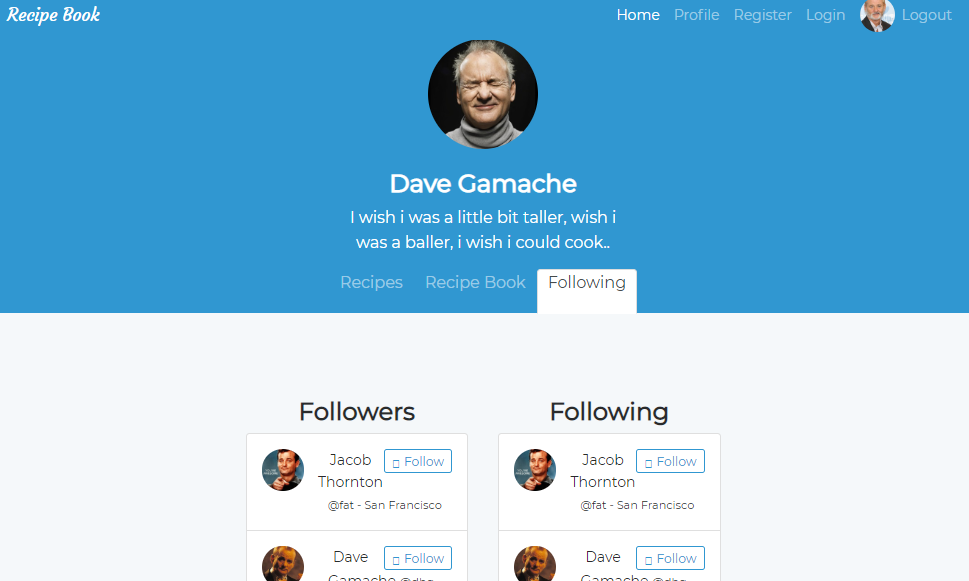 Recipe Book
Home Profile Register Login Logout
Dave Gamache
I wish i was a little bit taller, wish i
was a baller, i wish i could cook..
Recipes Recipe Book Following
Followers
Jacob Follow
Thornton
@fat - San Francisco
Dave Follow
Gamache @dhg
Following
Jacob Follow
Thornton
@fat - San Francisco
Dave Follow
Gamache @dhg